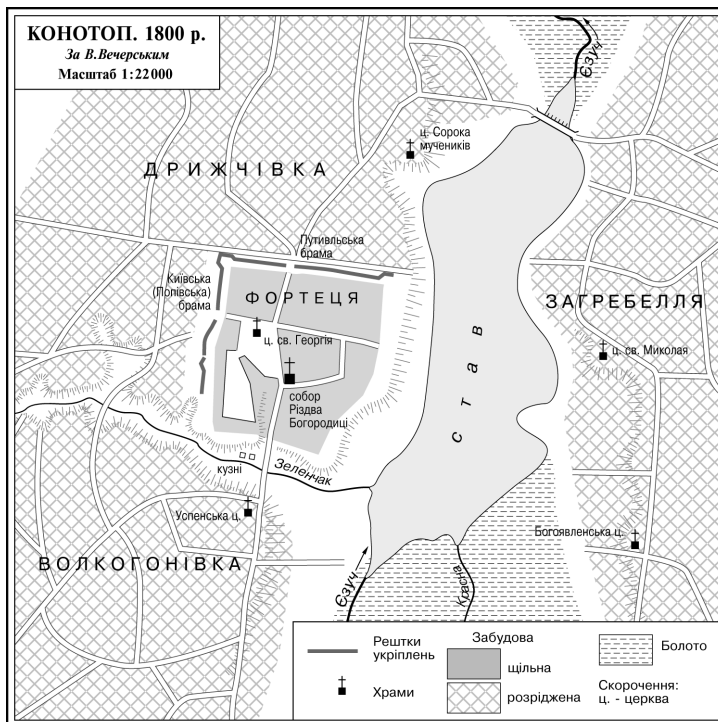 КОНОТОП. 1800 р.
За В.Вечерським
Масштаб 1:22000
Єзуч
ц. Сорока
мучеників
ДРИЖЧІВКА
Путивльська
брама
Київська
(Попівська)
брама
ФОРТЕЦЯ
ЗАГРЕБЕЛЛЯ
ц. св. Георгія
ц. св. Миколая
став
собор
Різдва
Богородиці
кузні
Зеленчак
Успенська ц.
Богоявленська ц.
ВОЛКОГОНІВКА
Єзуч
Красна
Рештки
укріплень
Храми
Забудова
щільна
розріджена
Болото
Скорочення:
ц. - церква